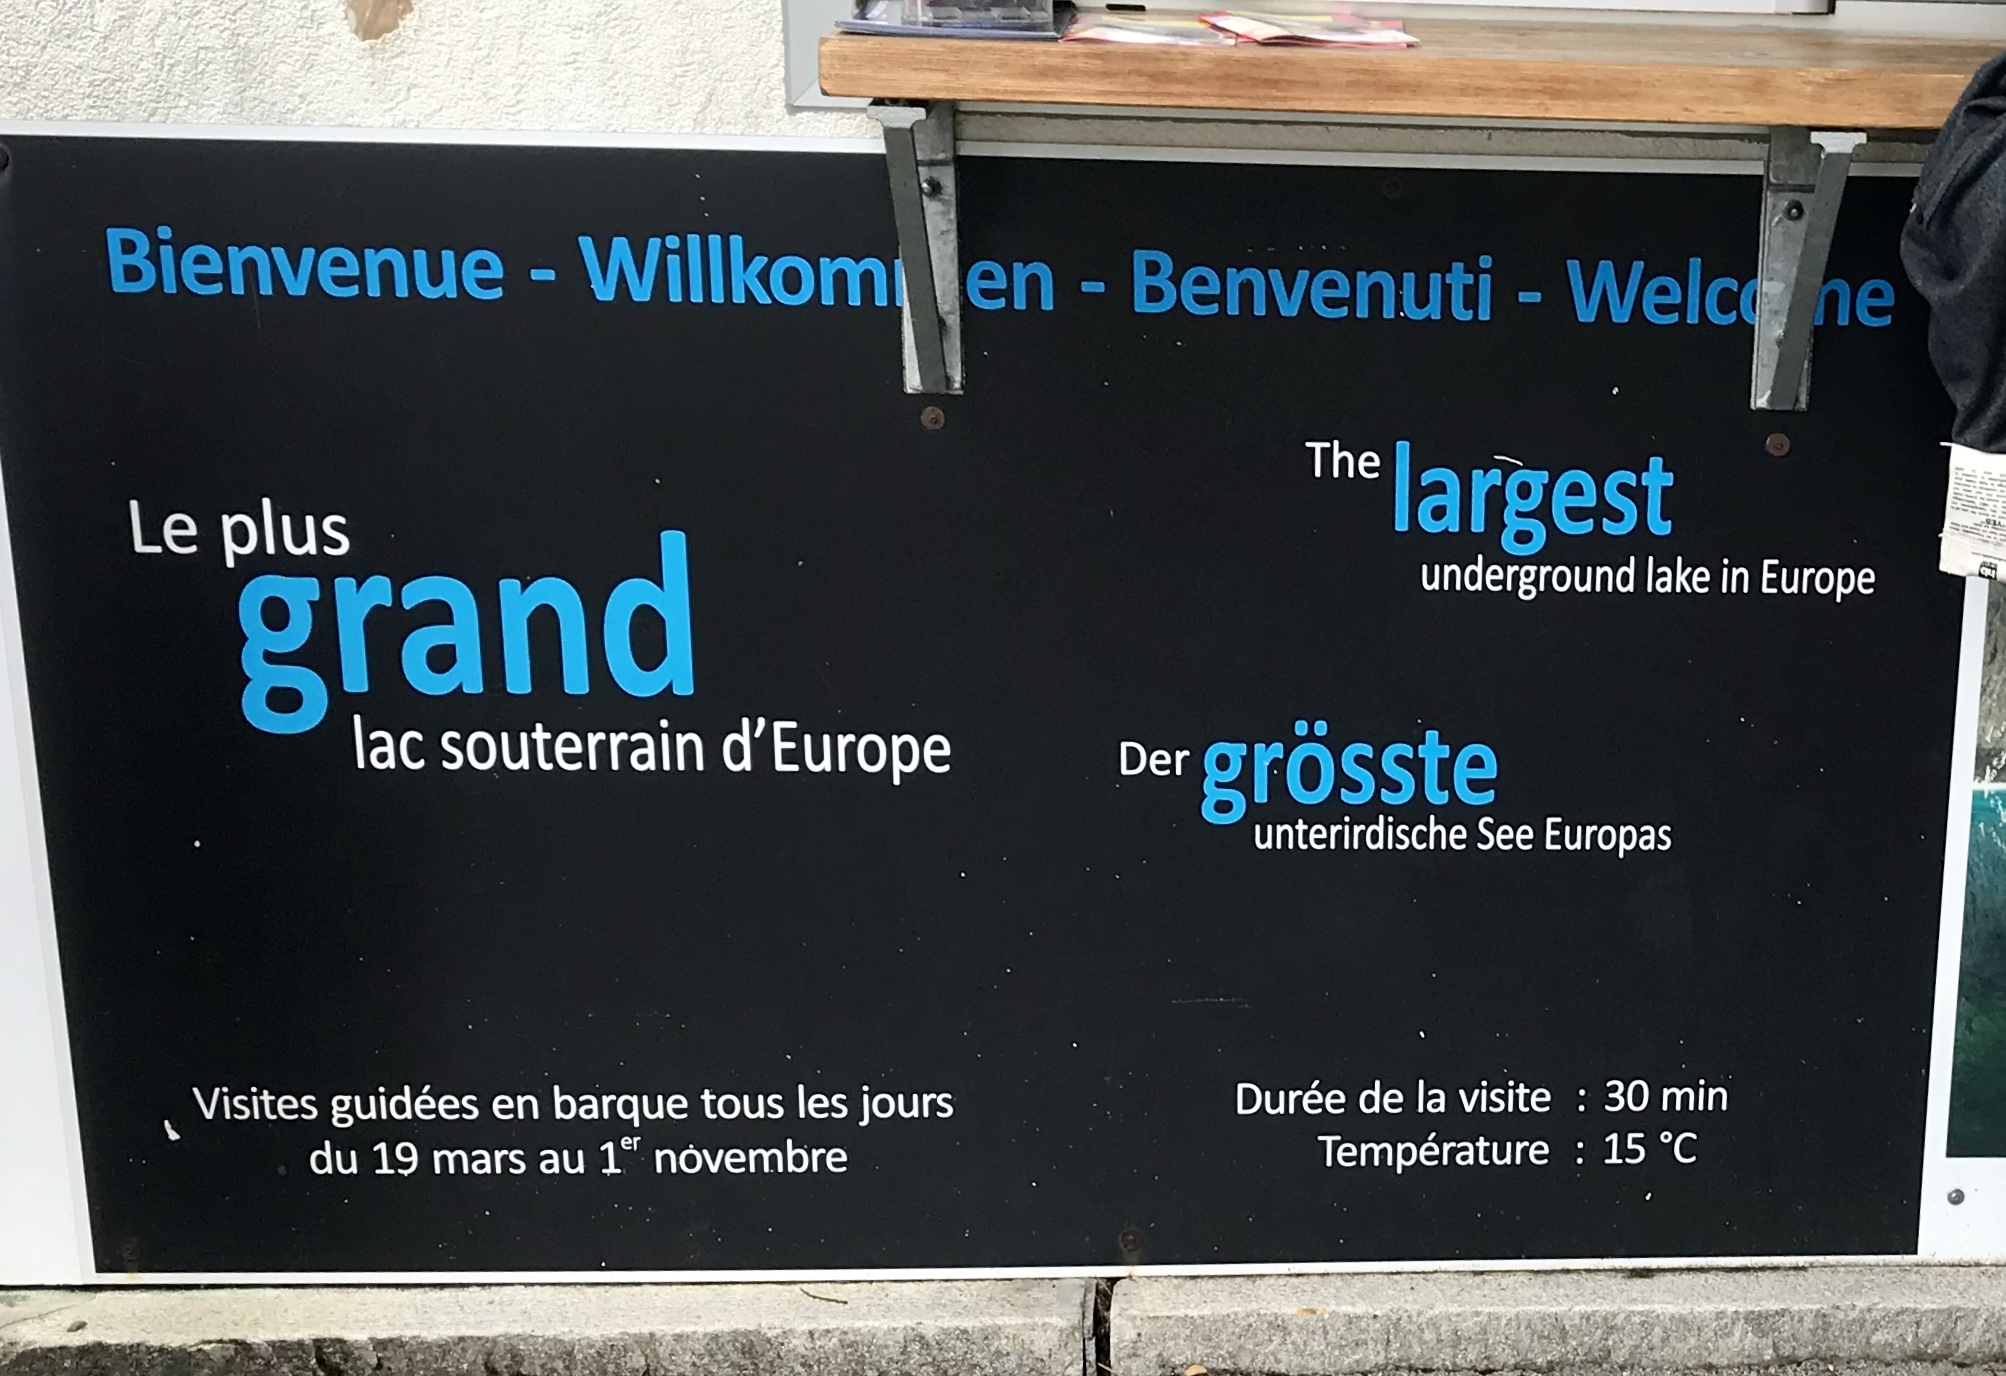 Bienvenue - Willkommen - Benvenuti - Welcome
Le plus
grand
lac souterrain d'Europe
The largest
underground lake in Europe
Der grösste
unterirdische See Europas
Visites guidées en barque tous les jours
du 19 mars au 1er novembre
Durée de la visite : 30 min
Température : 15 °C